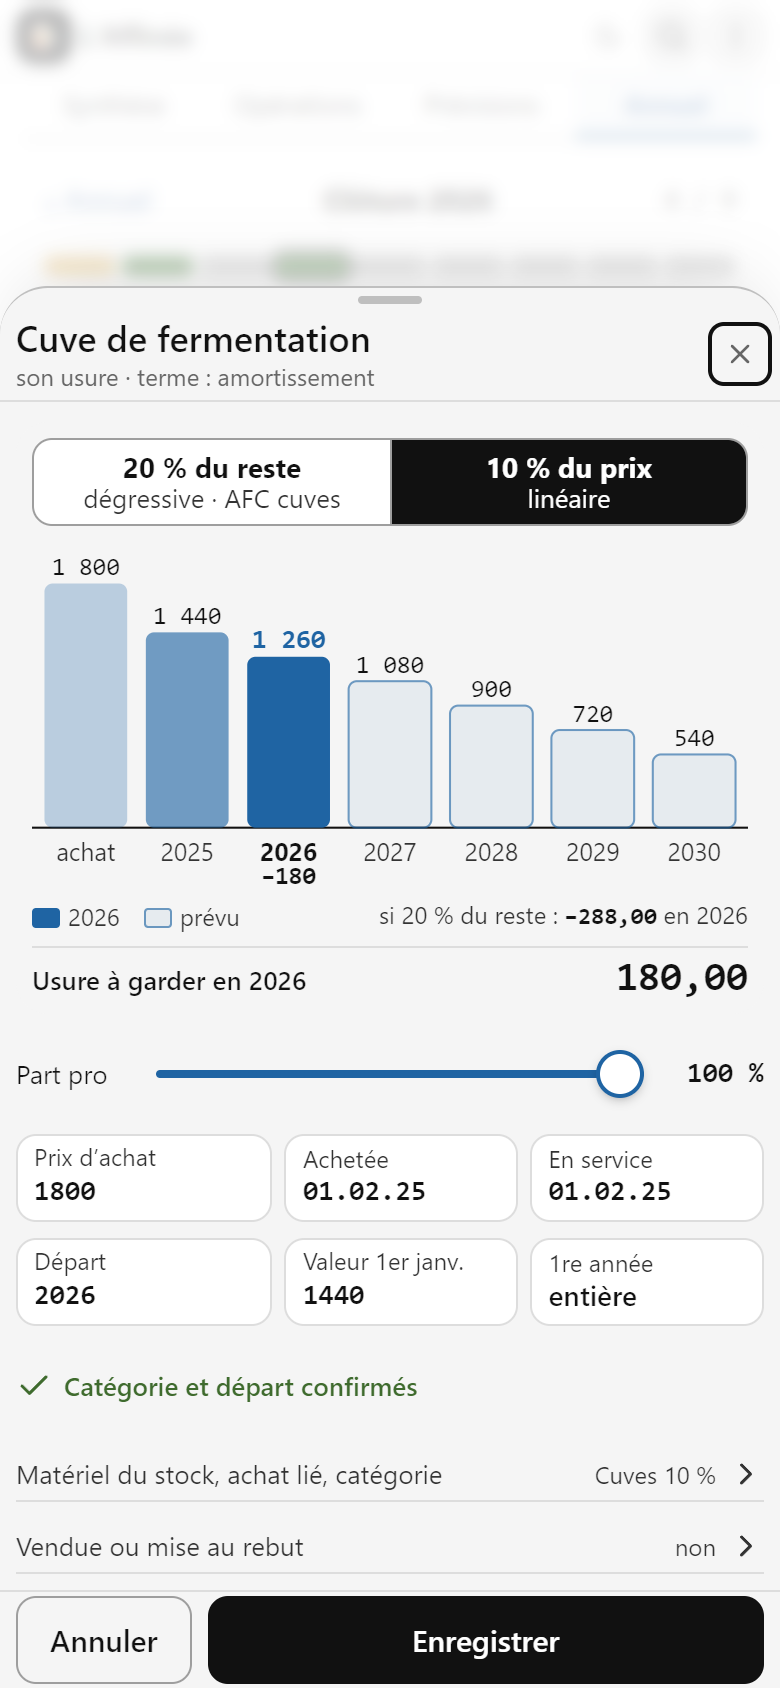 Cuve de fermentation
son usure · terme : amortissement
20 % du reste
dégressive · AFC cuves
10 % du prix
linéaire
1 800
1 440
1 260
1 080
900
720
540
achat
2025
2026
2027
2028
2029
2030
−180
2026
prévu
si 20 % du reste : −288,00 en 2026
Usure à garder en 2026
180,00
Part pro
100 %
Prix d’achat
1800
Achetée
01.02.25
En service
01.02.25
Départ
2026
Valeur 1er janv.
1440
1re année
entière
Catégorie et départ confirmés
Matériel du stock, achat lié, catégorie
Cuves 10 %
Vendue ou mise au rebut
non
Annuler
Enregistrer